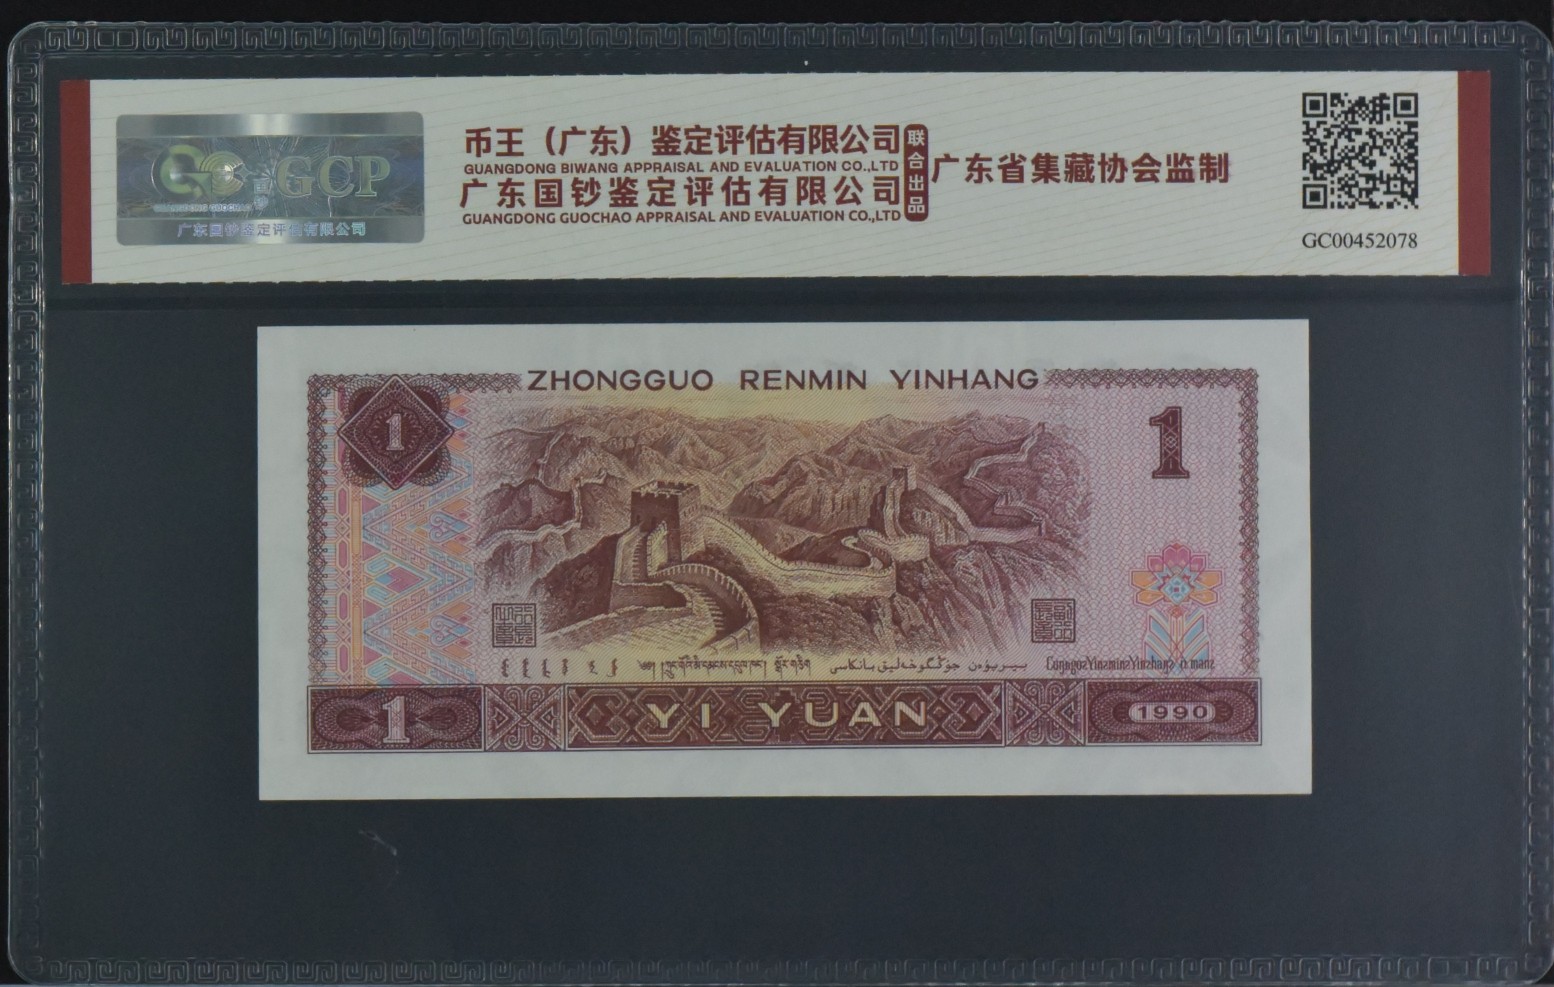 GCP
GUANGDONG GUOCHAO
广东国钞鉴定评估有限公司
币王（广东）鉴定评估有限公司
GUANGDONG BIWANG APPRAISAL AND EVALUATION CO.,LTD
广东国钞鉴定评估有限公司
GUANGDONG GUOCHAO APPRAISAL AND EVALUATION CO.,LTD
联合出品
广东省集藏协会监制
GC00452078
ZHONGGUO RENMIN YINHANG
1
1
1
YI YUAN
1990